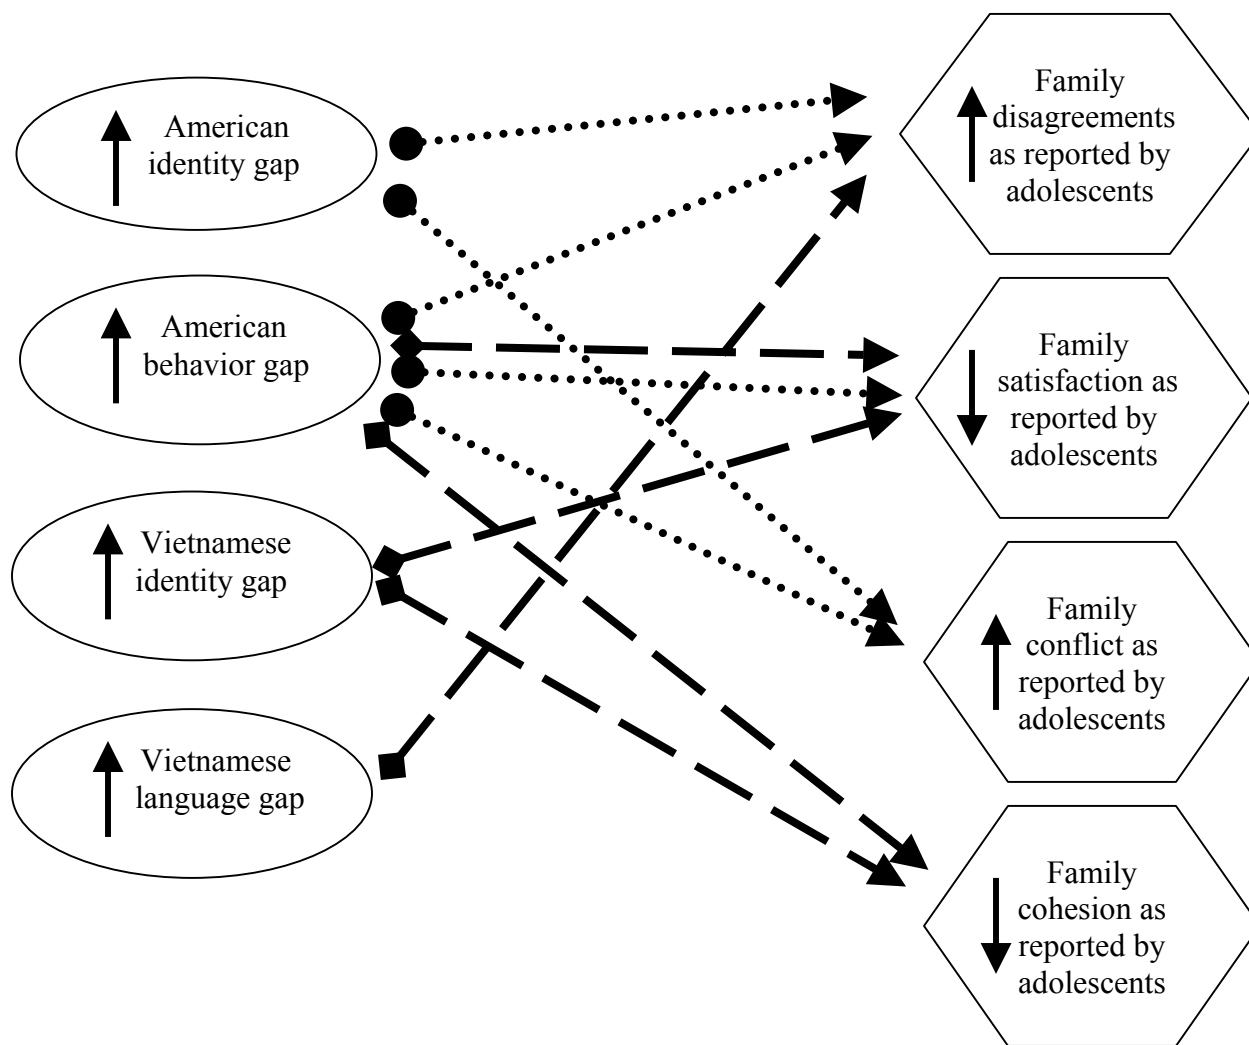 American
identity gap
American
behavior gap
Vietnamese
identity gap
Vietnamese
language gap
Family
disagreements
as reported by
adolescents
Family
satisfaction as
reported by
adolescents
Family
conflict as
reported by
adolescents
Family
cohesion as
reported by
adolescents